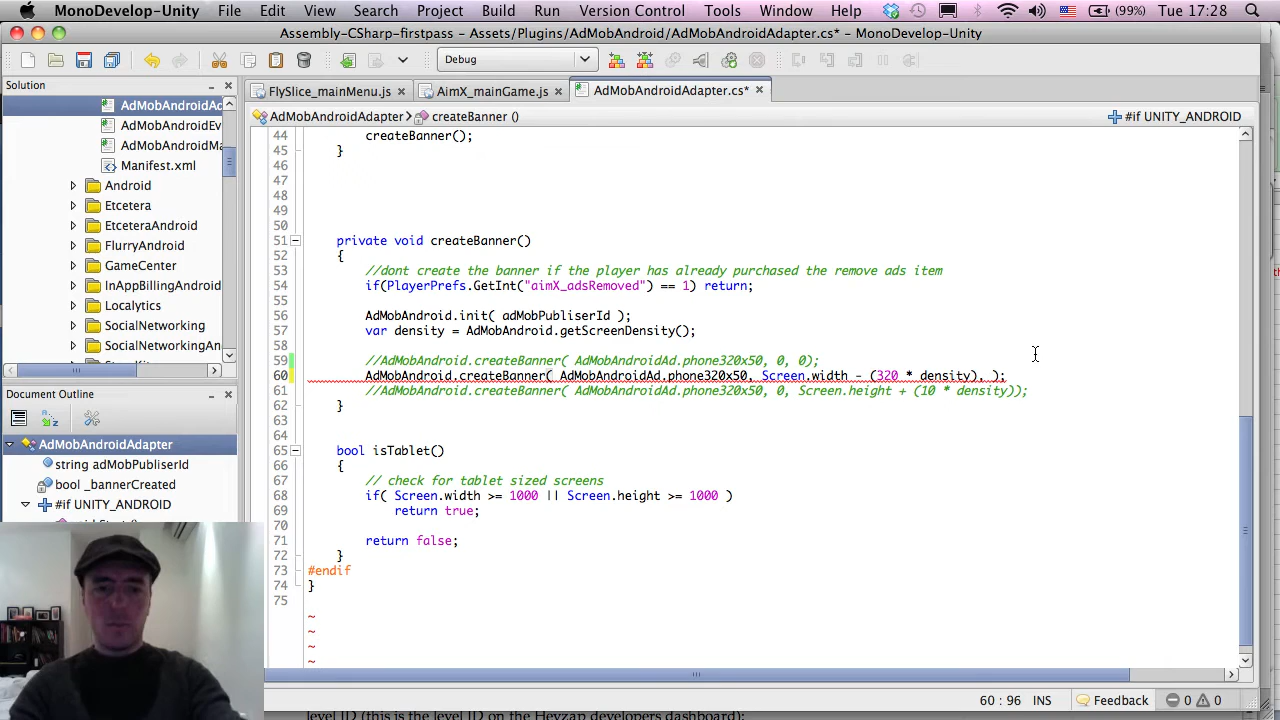 MonoDevelop-Unity File Edit View Search Project Build Run Version Control Tools Window Help (99%) Tue 17:28
Assembly-CSharp-firstpass - Assets/Plugins/AdMobAndroid/AdMobAndroidAdapter.cs* - MonoDevelop-Unity
Debug
Solution
AdMobAndroidAc
AdMobAndroidEv
AdMobAndroidMa
Manifest.xml
Android
Etcetera
EtceteraAndroid
FlurryAndroid
GameCenter
InAppBillingAndroid
Localytics
SocialNetworking
SocialNetworkingAn
Document Outline
AdMobAndroidAdapter
string adMobPubliserId
bool _bannerCreated
#if UNITY_ANDROID
FlySlice_mainMenu.js AimX_mainGame.js AdMobAndroidAdapter.cs*
AdMobAndroidAdapter createBanner () #if UNITY_ANDROID
44 createBanner();
45 }
46
47
48
49
50
51 private void createBanner()
52 {
53 //dont create the banner if the player has already purchased the remove ads item
54 if(PlayerPrefs.GetInt("aimX_adsRemoved") == 1) return;
55
56 AdMobAndroid.init( adMobPubliserId );
57 var density = AdMobAndroid.getScreenDensity();
58
59 //AdMobAndroid.createBanner( AdMobAndroidAd.phone320x50, 0, 0);
60 AdMobAndroid.createBanner( AdMobAndroidAd.phone320x50, Screen.width - (320 * density), );
61 //AdMobAndroid.createBanner( AdMobAndroidAd.phone320x50, 0, Screen.height + (10 * density));
62 }
63
64
65 bool isTablet()
66 {
67 // check for tablet sized screens
68 if( Screen.width >= 1000 || Screen.height >= 1000 )
69 return true;
70
71 return false;
72 }
73 #endif
74 }
75
~
~
~
~
60 : 96 INS Feedback 0 0
level ID (this is the level ID on the Heyzap developers dashboard):